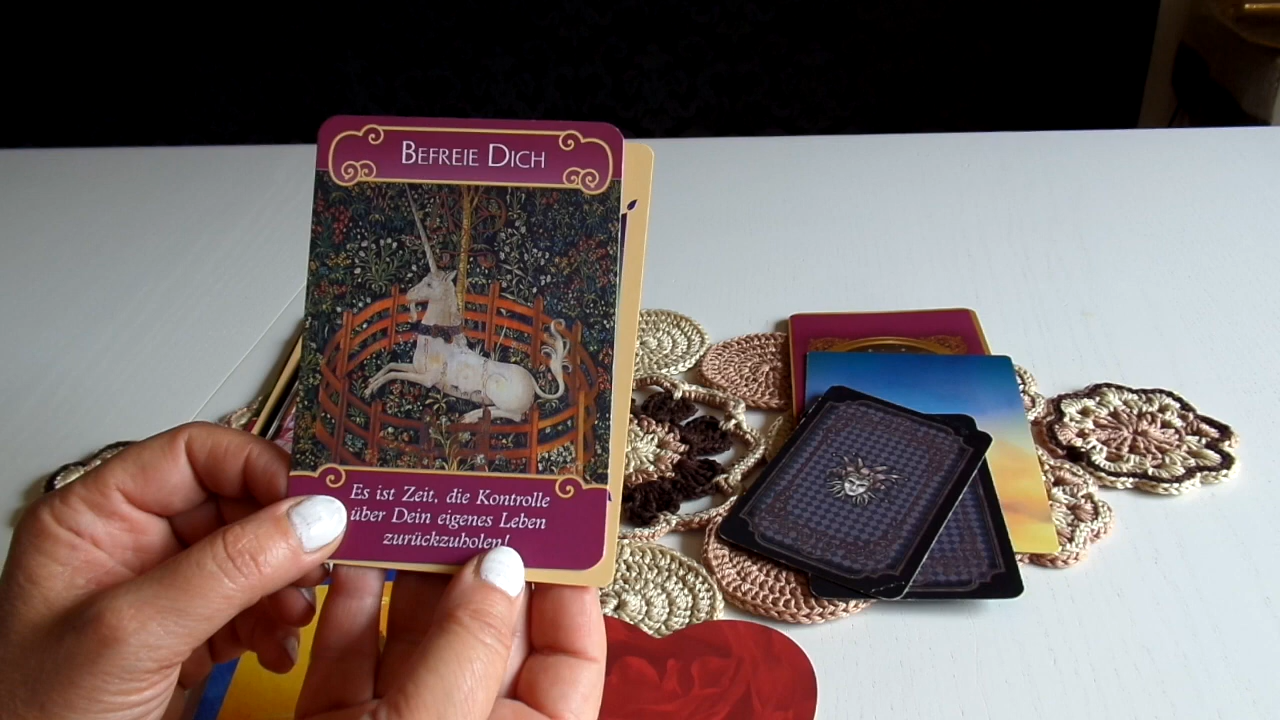 Befreie Dich
Es ist Zeit, die Kontrolle
über Dein eigenes Leben
zurückzuholen!